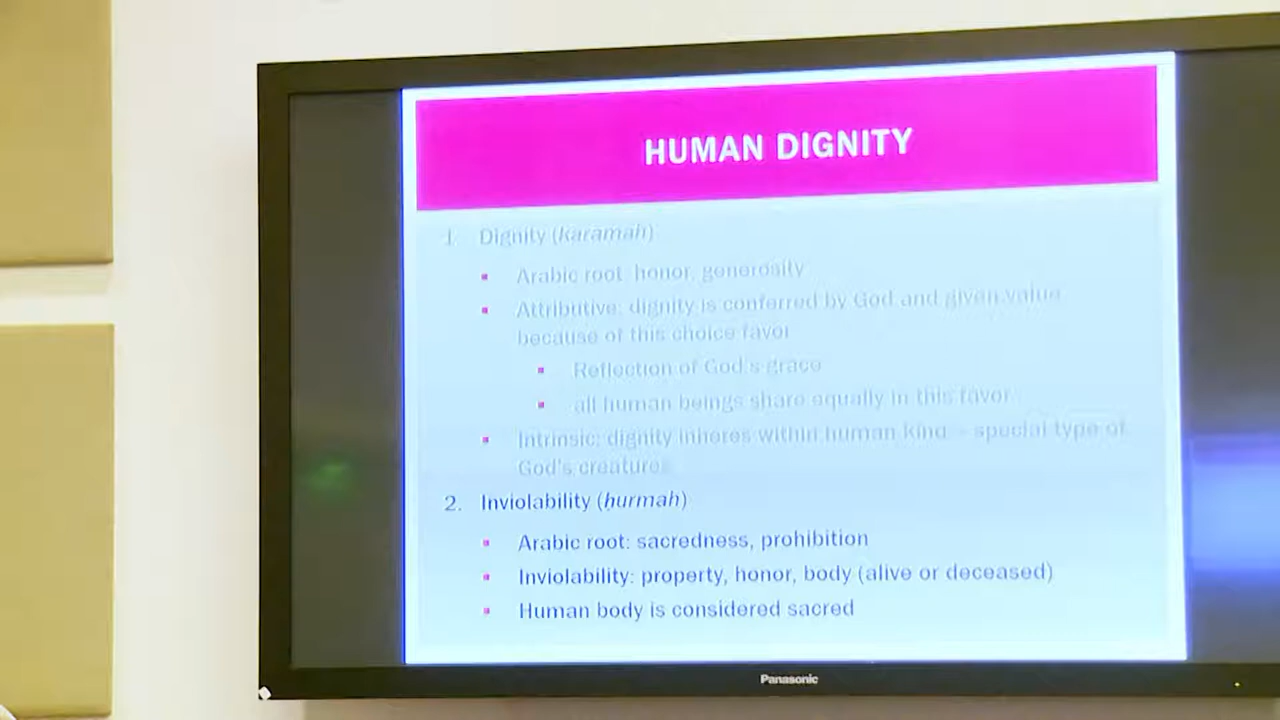 HUMAN DIGNITY
1. Dignity (karāmah)
Arabic root: honor, generosity
Attributive: dignity is conferred by God and given value
because of this choice favor
Reflection of God's grace
all human beings share equally in this favor
Intrinsic: dignity inheres within human kind – special type of
God's creatures
2. Inviolability (ḥurmah)
Arabic root: sacredness, prohibition
Inviolability: property, honor, body (alive or deceased)
Human body is considered sacred
Panasonic